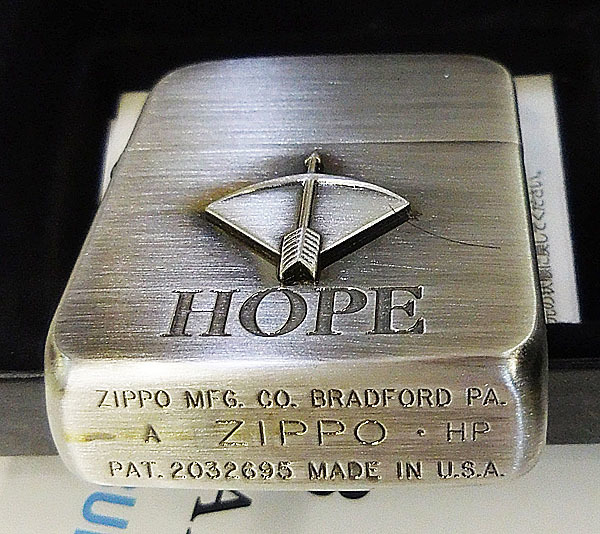 HOPE
ZIPPO MFG. CO. BRADFORD PA.
A ZIPPO · HP
PAT. 2032695 MADE IN U.S.A.